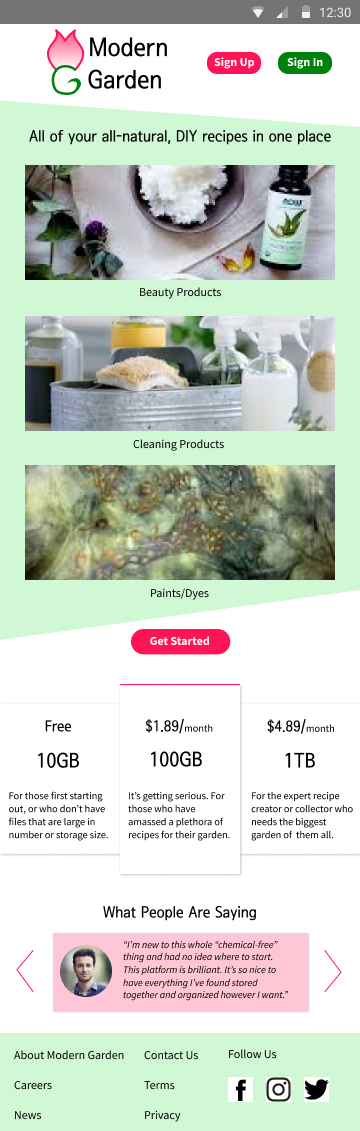 12:30
Modern
Garden
Sign Up
Sign In
All of your all-natural, DIY recipes in one place
Beauty Products
Cleaning Products
Paints/Dyes
Get Started
Free
10GB
For those first starting
out, or who don't have
files that are large in
number or storage size.
$1.89/month
100GB
It's getting serious. For
those who have
amassed a plethora of
recipes for their garden.
$4.89/month
1TB
For the expert recipe
creator or collector who
needs the biggest
garden of them all.
What People Are Saying
"I'm new to this whole "chemical-free"
thing and had no idea where to start.
This platform is brilliant. It's so nice to
have everything I've found stored
together and organized however I want."
About Modern Garden
Contact Us
Follow Us
Careers
Terms
News
Privacy